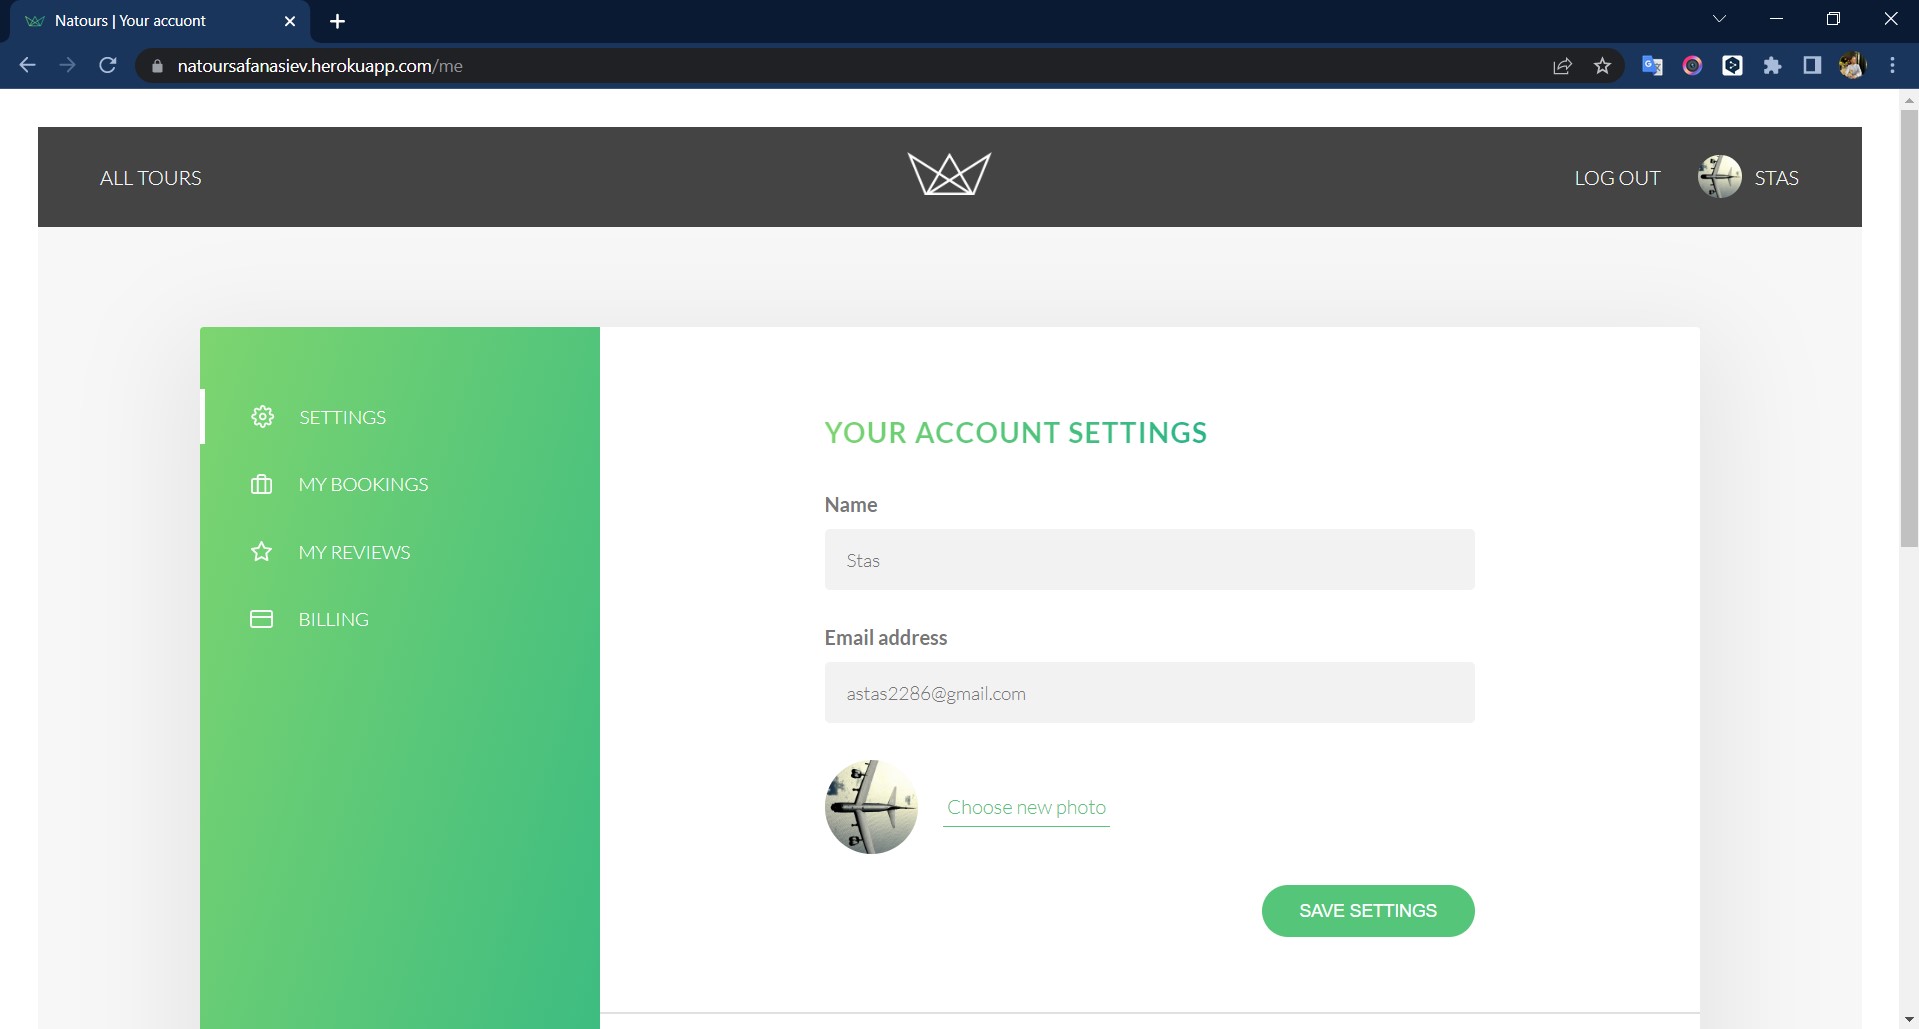 Natours | Your accuont
natoursafanasiev.herokuapp.com/me
ALL TOURS
LOG OUT
STAS
SETTINGS
MY BOOKINGS
MY REVIEWS
BILLING
YOUR ACCOUNT SETTINGS
Name
Stas
Email address
astas2286@gmail.com
Choose new photo
SAVE SETTINGS